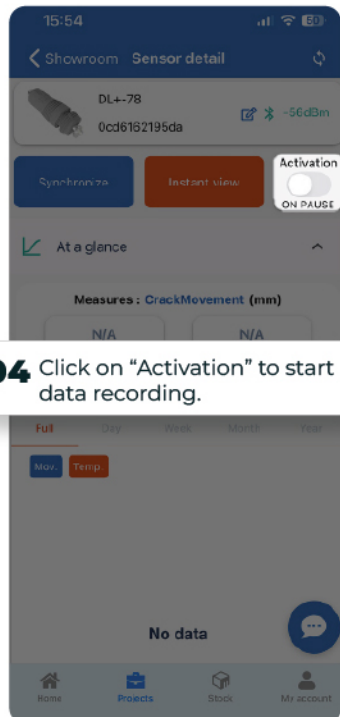 15:54
60
Showroom Sensor detail
DL+-78
0cd6162195da
-56dBm
Synchronize
Instant view
Activation
ON PAUSE
At a glance
Measures : CrackMovement (mm)
N/A
N/A
04 Click on “Activation” to start
data recording.
Full Day Week Month Year
Mov. Temp.
No data
Home Projects Stock My account